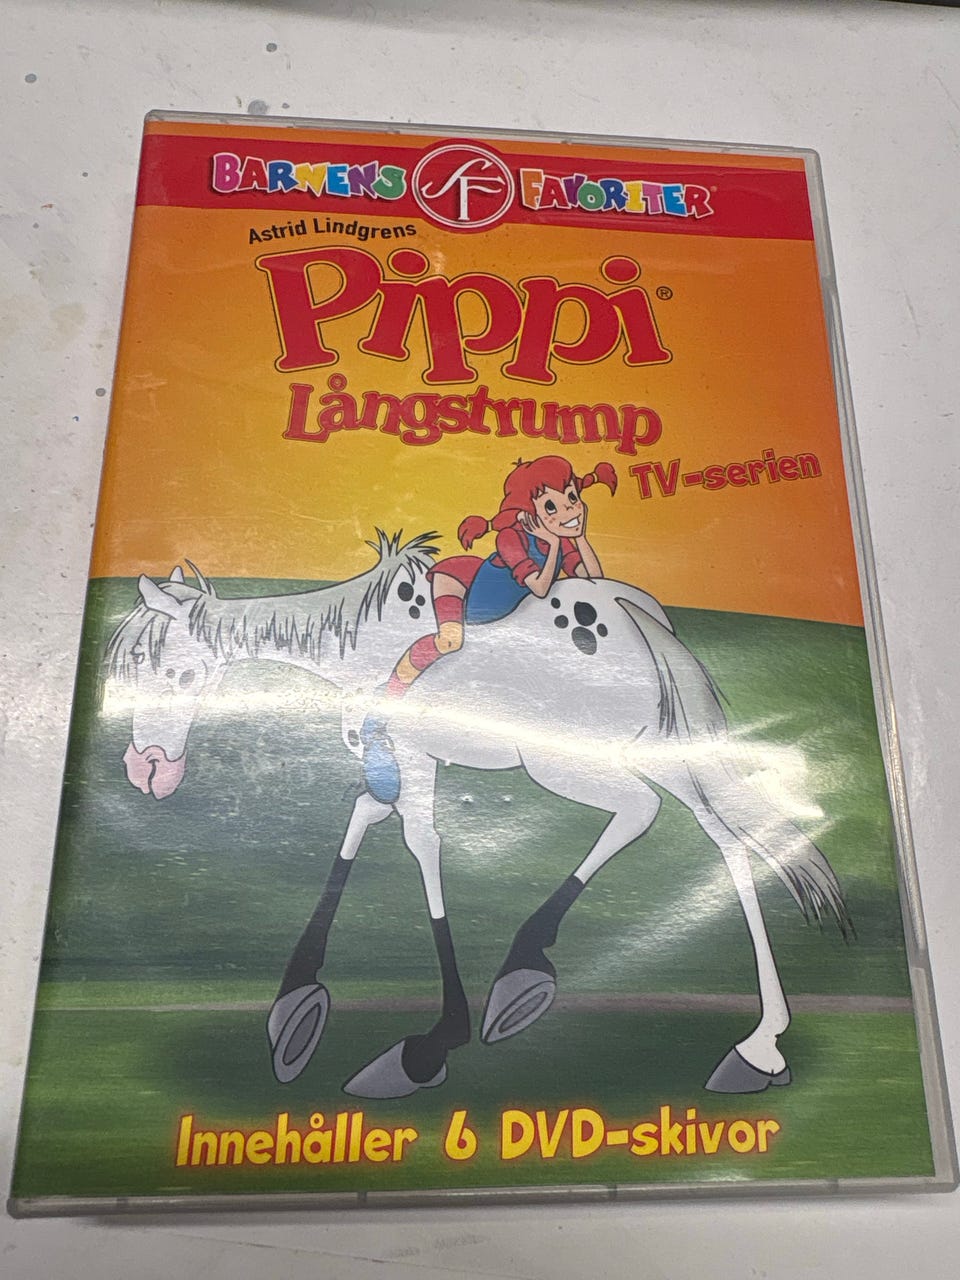 BARNENS SF FAVORITER®
Astrid Lindgrens
Pippi®
Långstrump
TV-serien
Innehåller 6 DVD-skivor